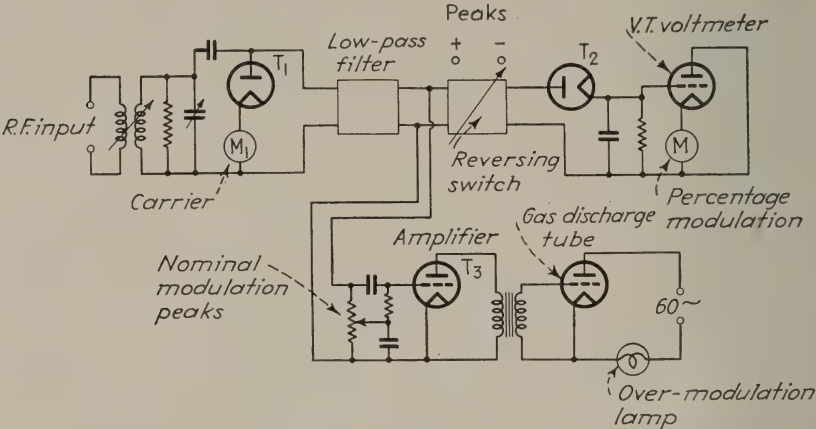 Peaks
+ -
V.T. voltmeter
Low-pass
filter
T1
T2
R.F. input
M1
M
Carrier
Reversing
switch
Percentage
modulation
Gas discharge
tube
Amplifier
T3
Nominal
modulation
peaks
60~
Over-modulation
lamp